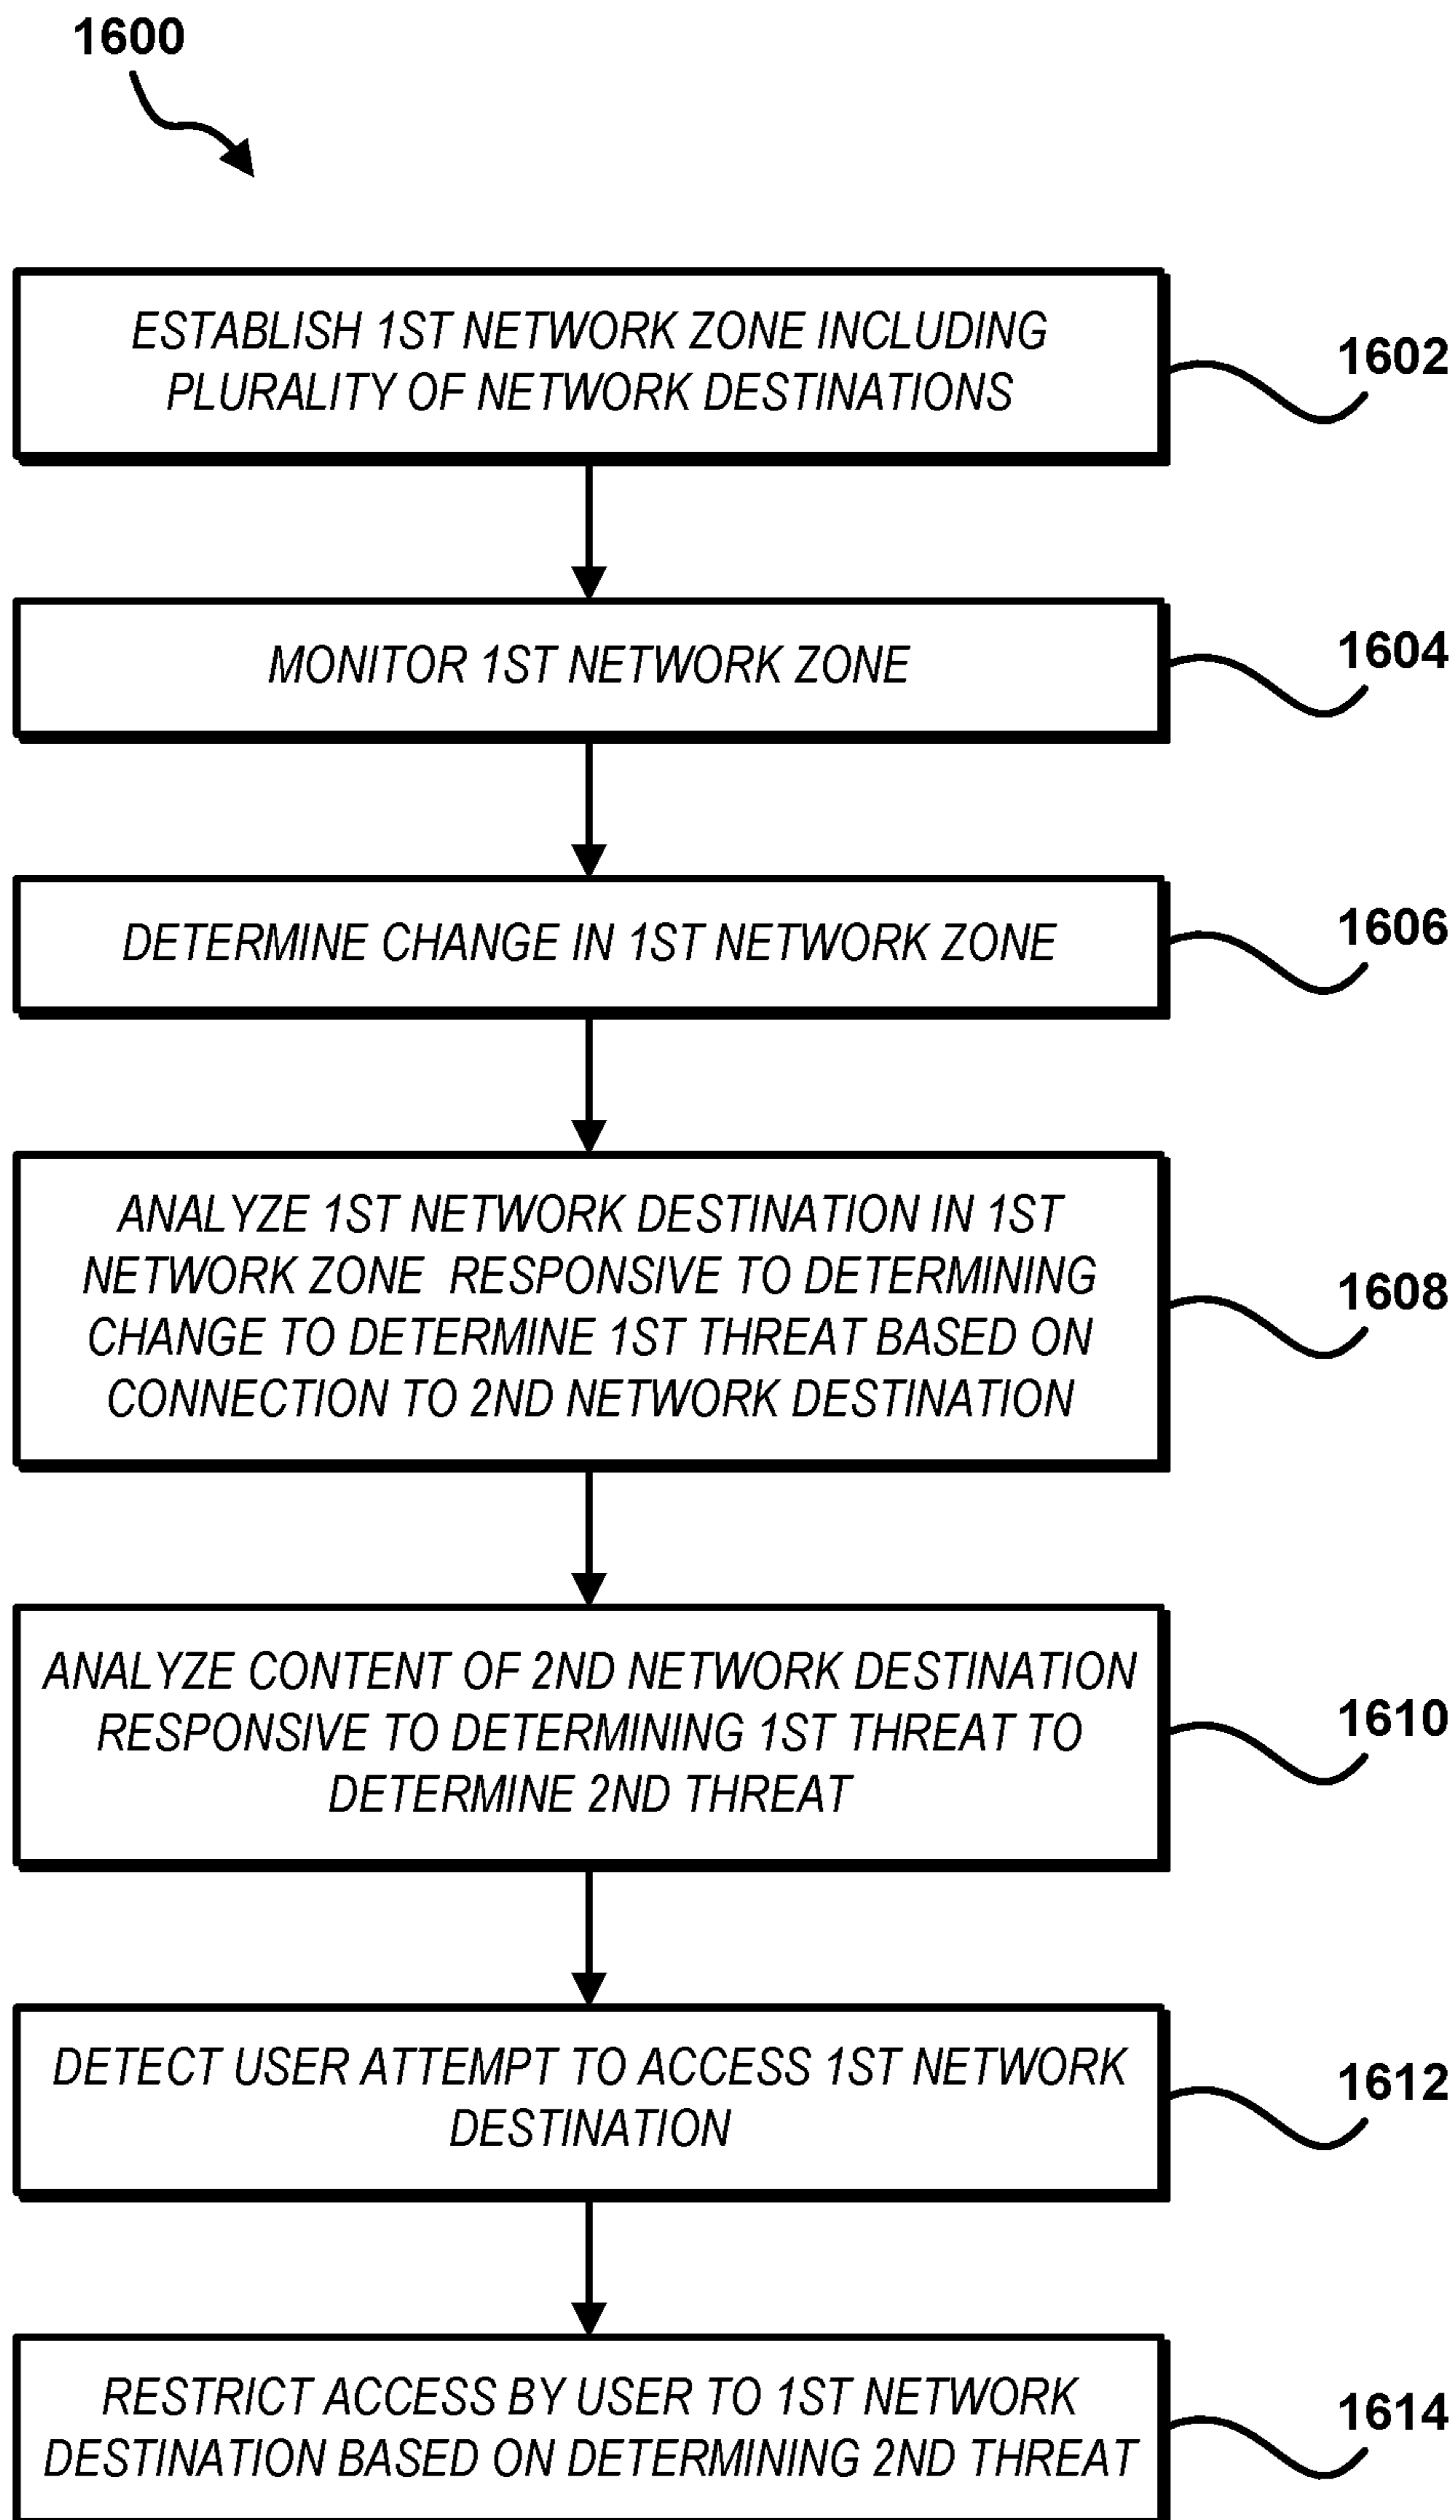 1600
ESTABLISH 1ST NETWORK ZONE INCLUDING
PLURALITY OF NETWORK DESTINATIONS
1602
MONITOR 1ST NETWORK ZONE
1604
DETERMINE CHANGE IN 1ST NETWORK ZONE
1606
ANALYZE 1ST NETWORK DESTINATION IN 1ST
NETWORK ZONE RESPONSIVE TO DETERMINING
CHANGE TO DETERMINE 1ST THREAT BASED ON
CONNECTION TO 2ND NETWORK DESTINATION
1608
ANALYZE CONTENT OF 2ND NETWORK DESTINATION
RESPONSIVE TO DETERMINING 1ST THREAT TO
DETERMINE 2ND THREAT
1610
DETECT USER ATTEMPT TO ACCESS 1ST NETWORK
DESTINATION
1612
RESTRICT ACCESS BY USER TO 1ST NETWORK
DESTINATION BASED ON DETERMINING 2ND THREAT
1614